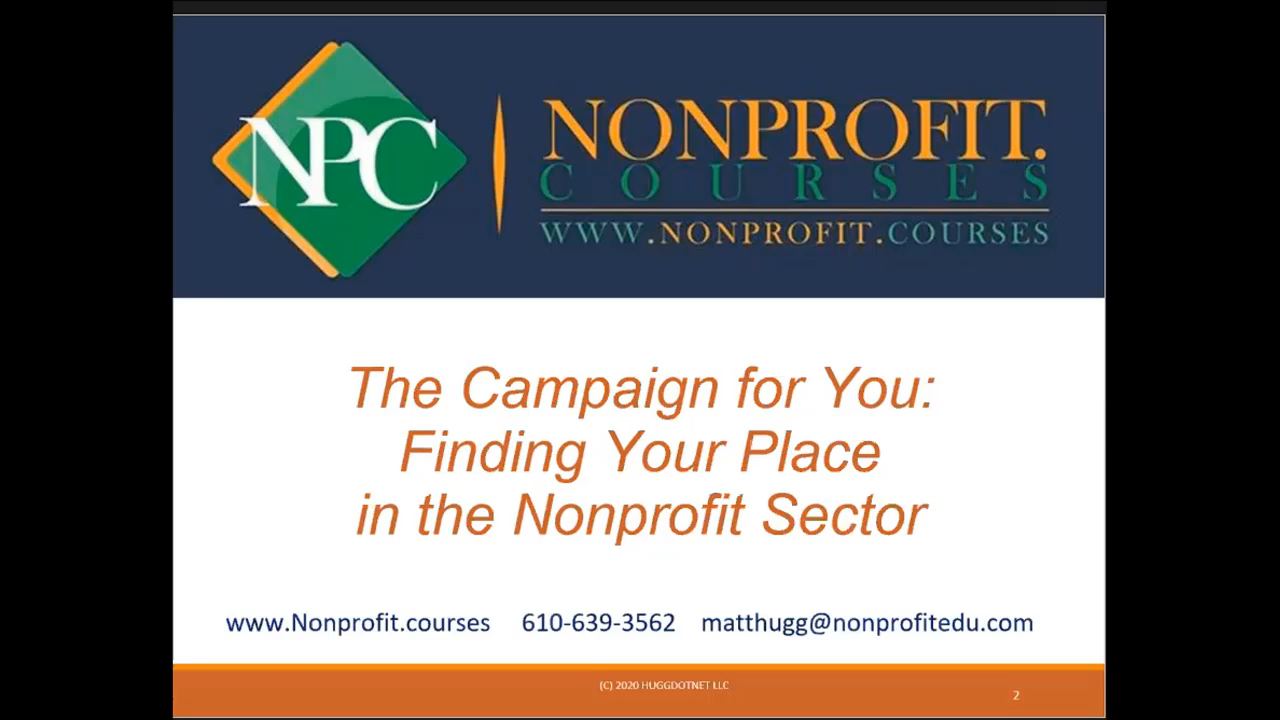 NPC
NONPROFIT.
COURSES
WWW.NONPROFIT.COURSES
The Campaign for You:
Finding Your Place
in the Nonprofit Sector
www.Nonprofit.courses 610-639-3562 matthugg@nonprofitedu.com
(C) 2020 HUGGDOTNET LLC
2